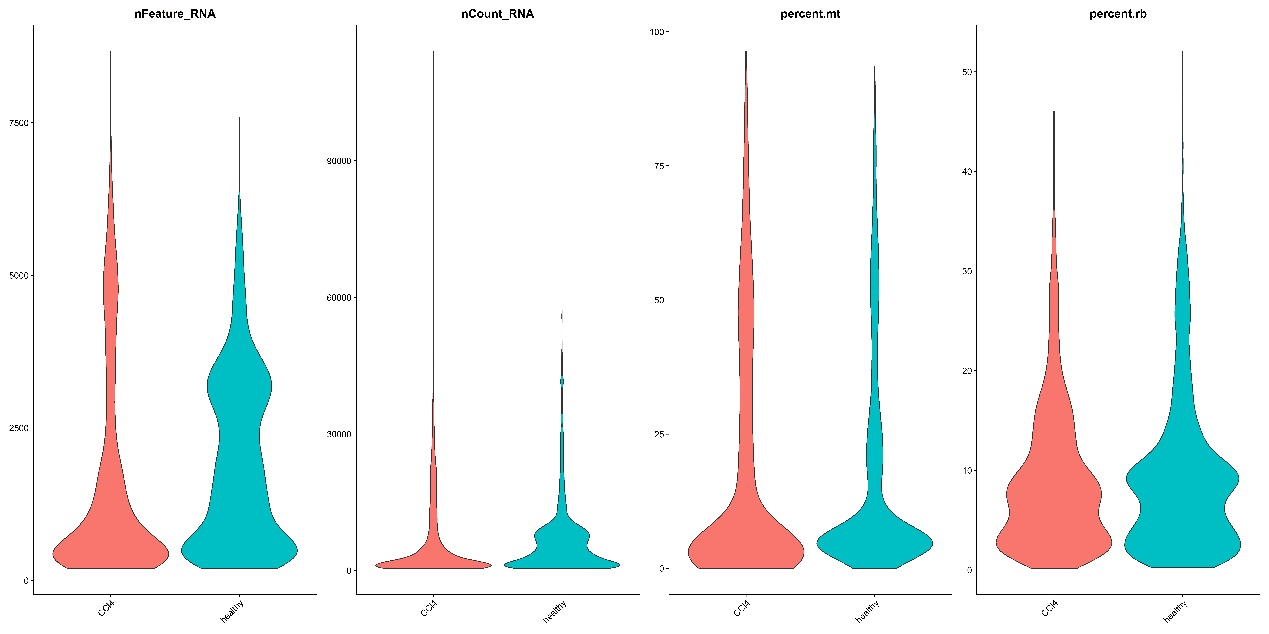 nFeature_RNA
7500
5000
2500
0
CCl4
healthy
nCount_RNA
90000
60000
30000
0
CCl4
healthy
percent.mt
100
75
50
25
0
CCl4
healthy
percent.rb
50
40
30
20
10
0
CCl4
healthy